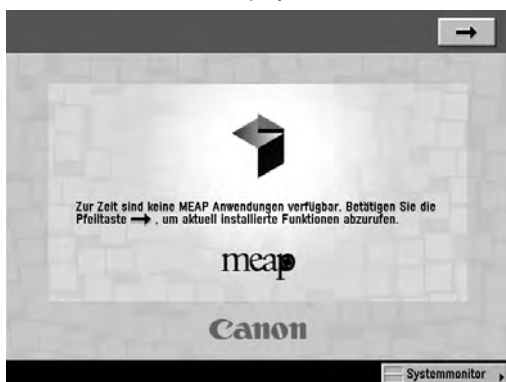 Zur Zeit sind keine MEAP Anwendungen verfügbar. Betätigen Sie die
Pfeiltaste → , um aktuell installierte Funktionen abzurufen.
meap
Canon
Systemmonitor